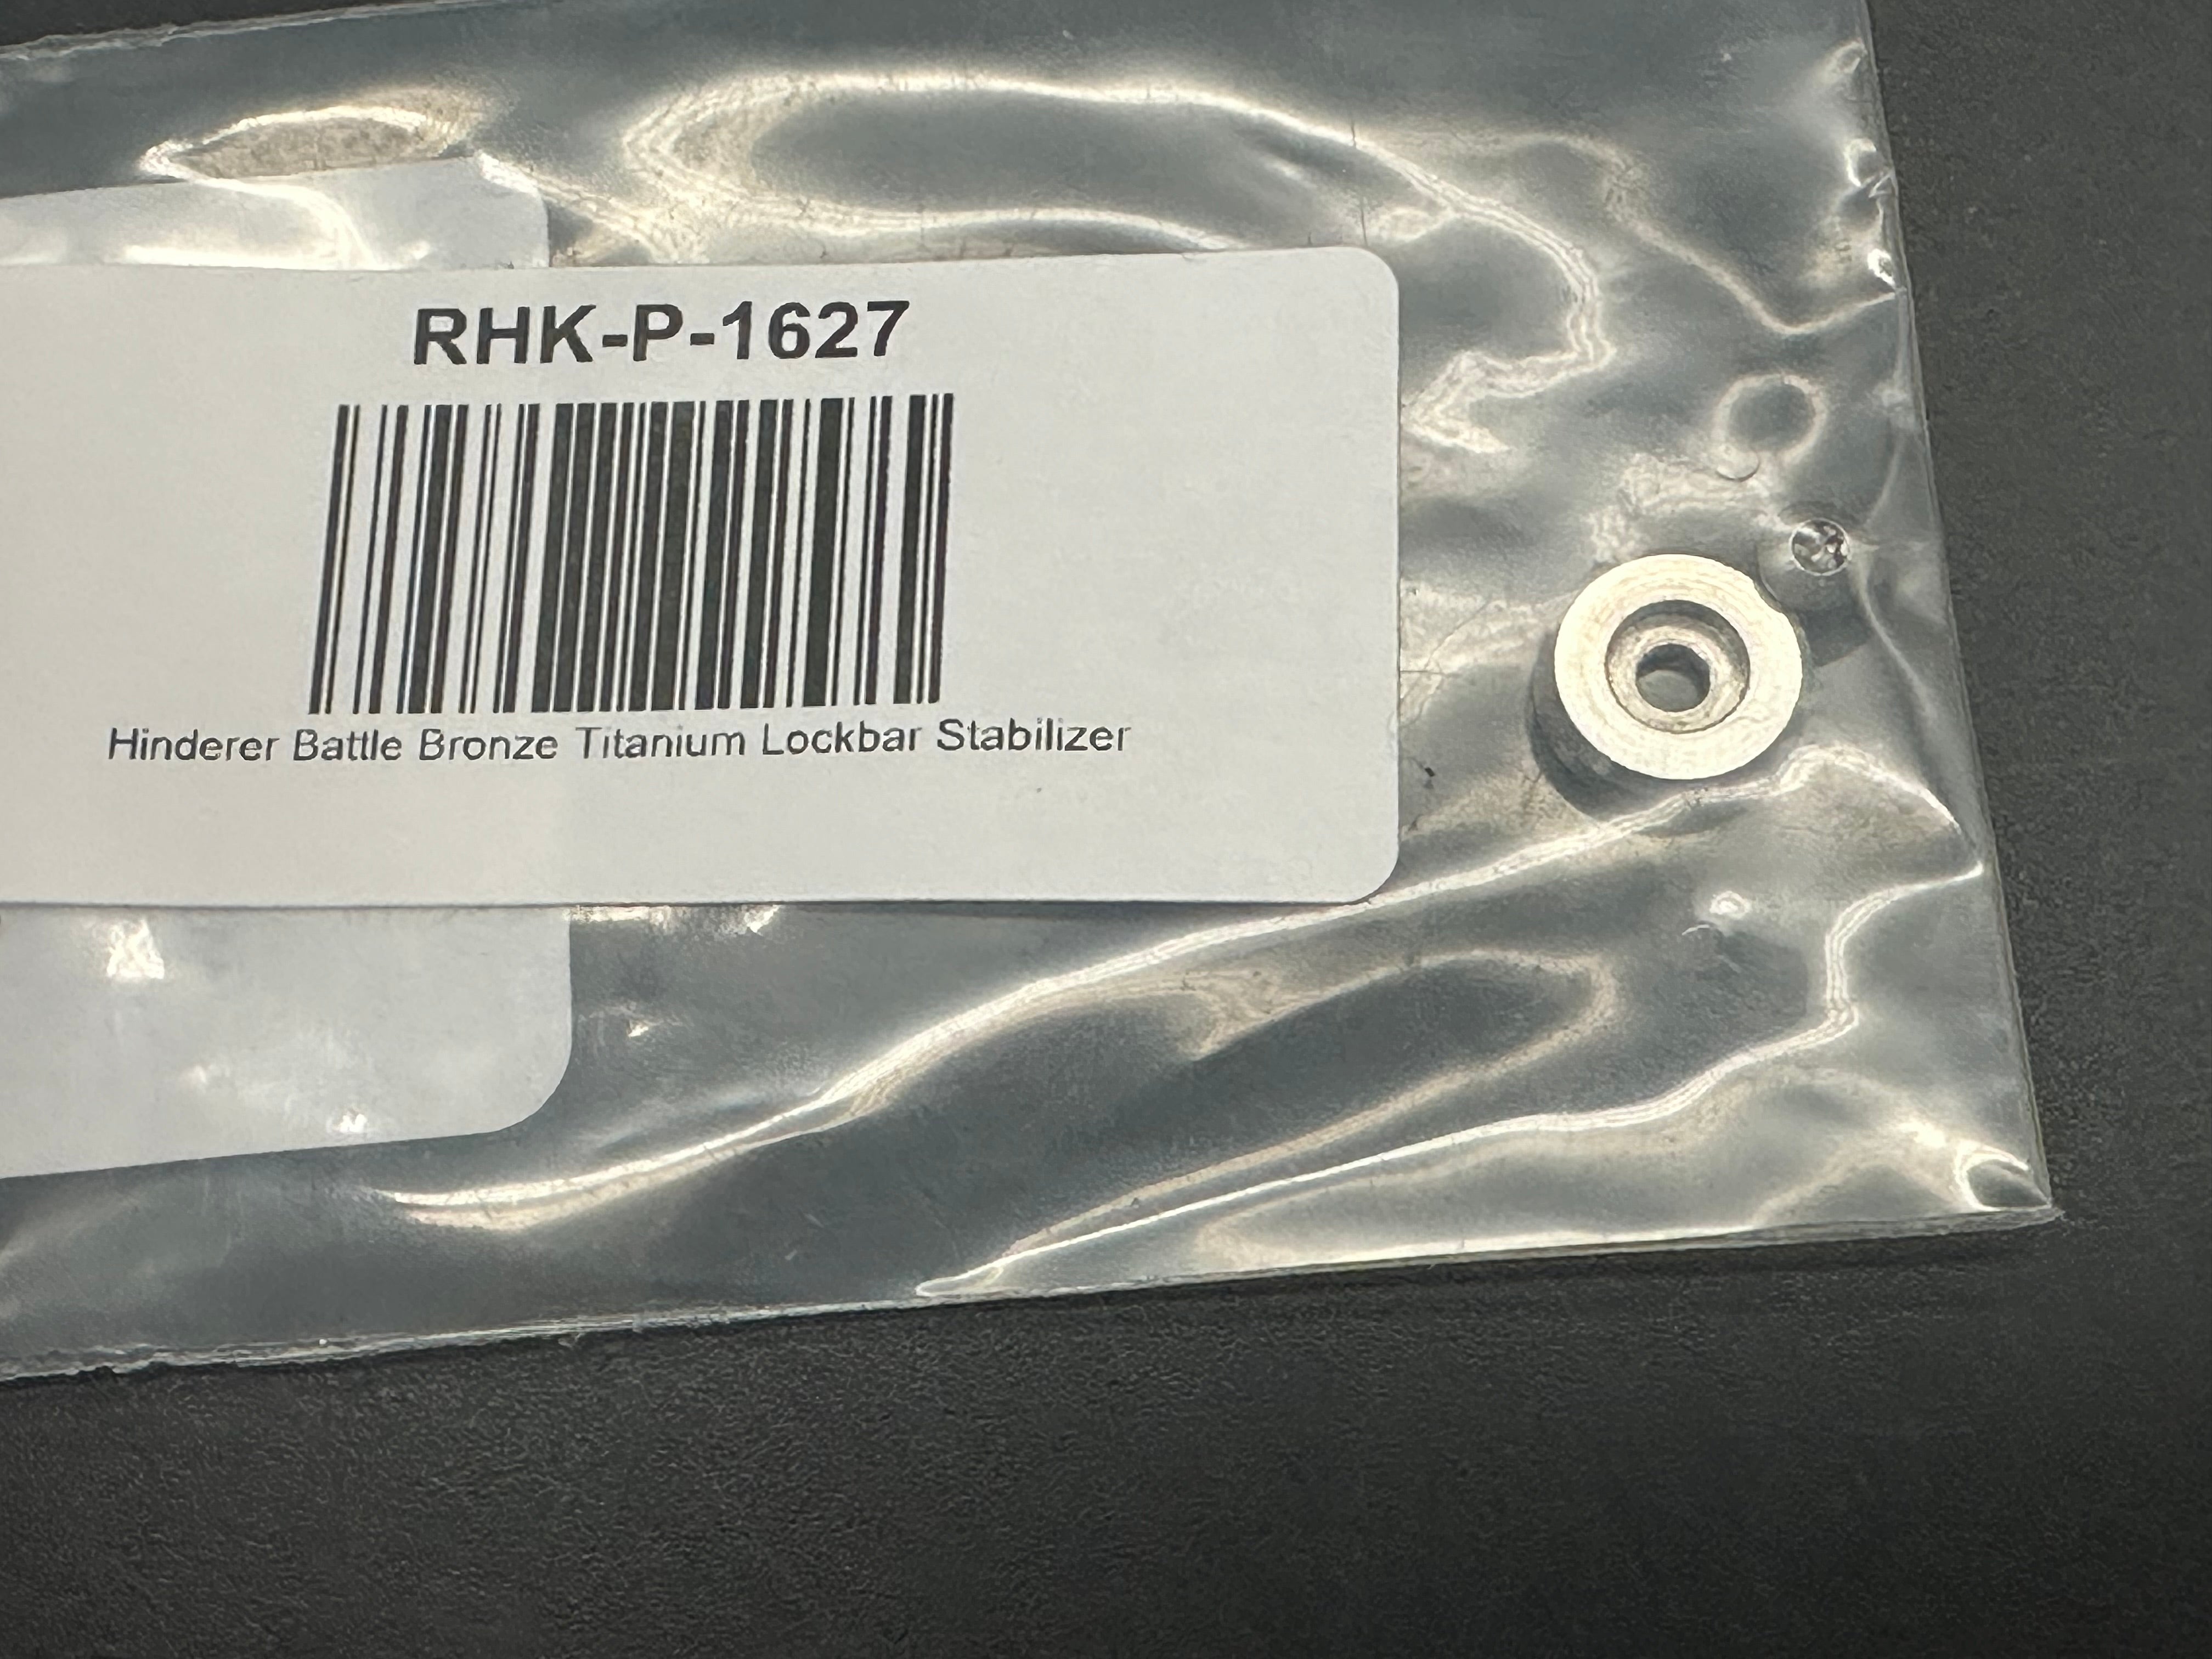 RHK-P-1627
Hinderer Battle Bronze Titanium Lockbar Stabilizer